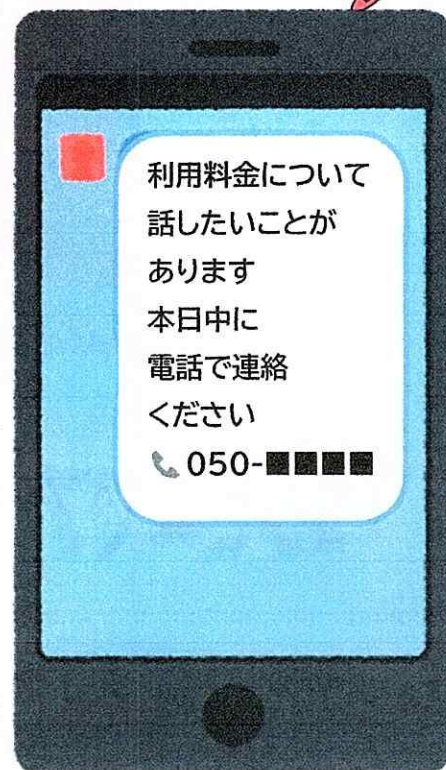 利用料金について
話したいことが
あります
本日中に
電話で連絡
ください
📞 050-■■■■